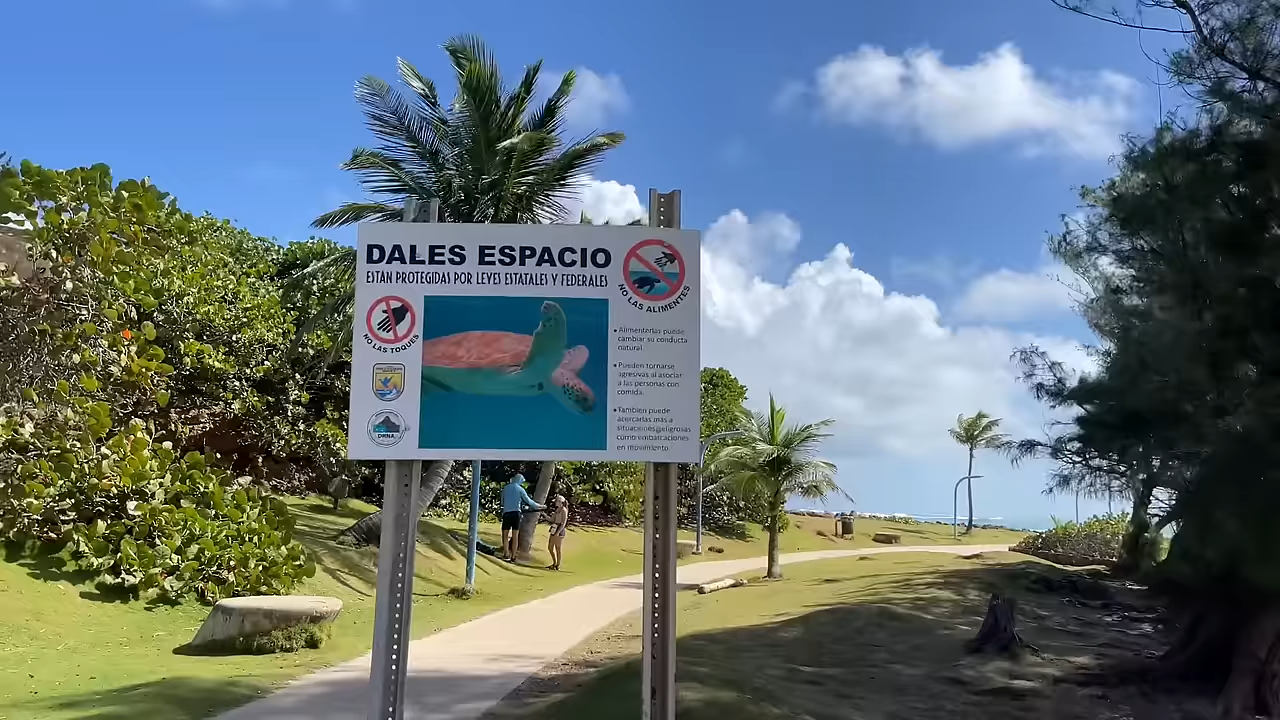 DALES ESPACIO
ESTÁN PROTEGIDAS POR LEYES ESTATALES Y FEDERALES
NO LAS TOQUES
DRNA
NO LAS ALIMENTES
• Alimentarlas puede
cambiar su conducta
natural.
• Pueden tornarse
agresivas al asociar
a las personas con
comida.
• También puede
acercarlas más a
situaciones peligrosas
como embarcaciones
en movimiento.